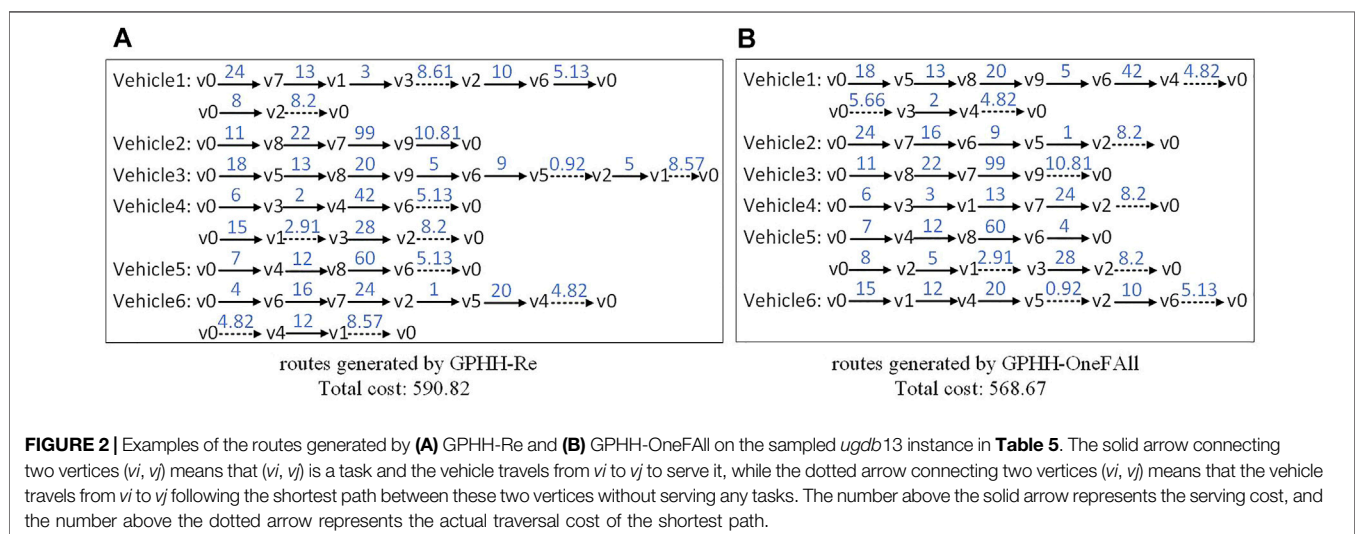 A
Vehicle1: v0 24 v7 13 v1 3 v3 8.61 v2 10 v6 5.13 v0
v0 8 v2 8.2 v0
Vehicle2: v0 11 v8 22 v7 99 v9 10.81 v0
Vehicle3: v0 18 v5 13 v8 20 v9 5 v6 9 v5 0.92 v2 5 v1 8.57 v0
Vehicle4: v0 6 v3 2 v4 42 v6 5.13 v0
v0 15 v1 2.91 v3 28 v2 8.2 v0
Vehicle5: v0 7 v4 12 v8 60 v6 5.13 v0
Vehicle6: v0 4 v6 16 v7 24 v2 1 v5 20 v4 4.82 v0
v0 4.82 v4 12 v1 8.57 v0
routes generated by GPHH-Re
Total cost: 590.82
B
Vehicle1: v0 18 v5 13 v8 20 v9 5 v6 42 v4 4.82 v0
v0 5.66 v3 2 v4 4.82 v0
Vehicle2: v0 24 v7 16 v6 9 v5 1 v2 8.2 v0
Vehicle3: v0 11 v8 22 v7 99 v9 10.81 v0
Vehicle4: v0 6 v3 3 v1 13 v7 24 v2 8.2 v0
Vehicle5: v0 7 v4 12 v8 60 v6 4 v0
v0 8 v2 5 v1 2.91 v3 28 v2 8.2 v0
Vehicle6: v0 15 v1 12 v4 20 v5 0.92 v2 10 v6 5.13 v0
routes generated by GPHH-OneFAll
Total cost: 568.67
FIGURE 2 | Examples of the routes generated by (A) GPHH-Re and (B) GPHH-OneFAll on the sampled ugdb13 instance in Table 5. The solid arrow connecting
two vertices (vi, vj) means that (vi, vj) is a task and the vehicle travels from vi to vj to serve it, while the dotted arrow connecting two vertices (vi, vj) means that the vehicle
travels from vi to vj following the shortest path between these two vertices without serving any tasks. The number above the solid arrow represents the serving cost, and
the number above the dotted arrow represents the actual traversal cost of the shortest path.